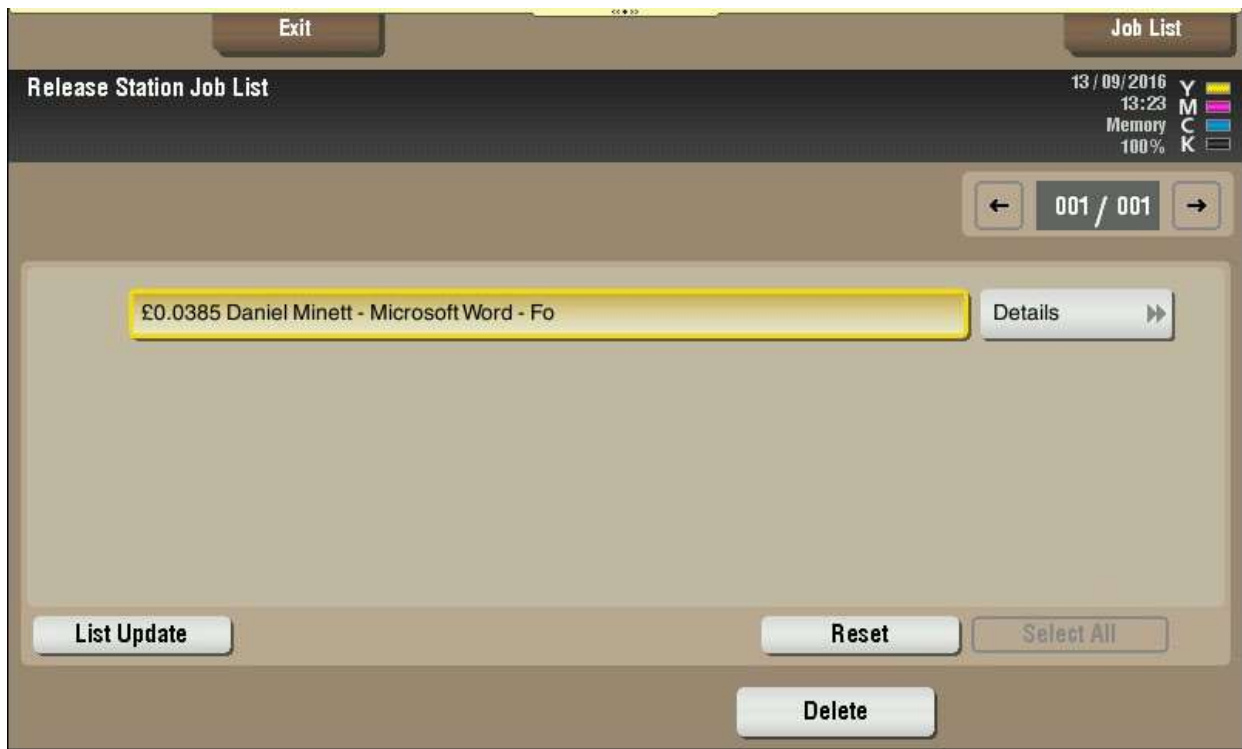 Exit
Job List
Release Station Job List
13/09/2016
13:23
Memory
100%
Y
M
C
K
← 001 / 001 →
£0.0385 Daniel Minett - Microsoft Word - Fo
Details
List Update
Reset
Select All
Delete